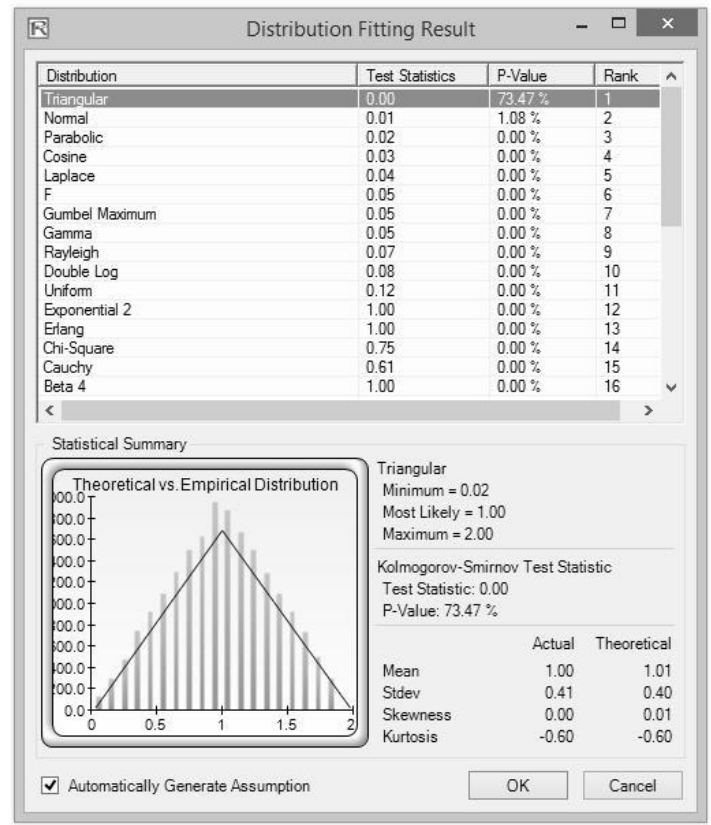 Distribution Fitting Result
Distribution Test Statistics P-Value Rank
Triangular 0.00 73.47 % 1
Normal 0.01 1.08 % 2
Parabolic 0.02 0.00 % 3
Cosine 0.03 0.00 % 4
Laplace 0.04 0.00 % 5
F 0.05 0.00 % 6
Gumbel Maximum 0.05 0.00 % 7
Gamma 0.05 0.00 % 8
Rayleigh 0.07 0.00 % 9
Double Log 0.08 0.00 % 10
Uniform 0.12 0.00 % 11
Exponential 2 1.00 0.00 % 12
Erlang 1.00 0.00 % 13
Chi-Square 0.75 0.00 % 14
Cauchy 0.61 0.00 % 15
Beta 4 1.00 0.00 % 16
Statistical Summary
Theoretical vs. Empirical Distribution
0.0
0 0.5 1 1.5 2
Triangular
Minimum = 0.02
Most Likely = 1.00
Maximum = 2.00
Kolmogorov-Smirnov Test Statistic
Test Statistic: 0.00
P-Value: 73.47 %
Actual Theoretical
Mean 1.00 1.01
Stdev 0.41 0.40
Skewness 0.00 0.01
Kurtosis -0.60 -0.60
Automatically Generate Assumption
OK
Cancel